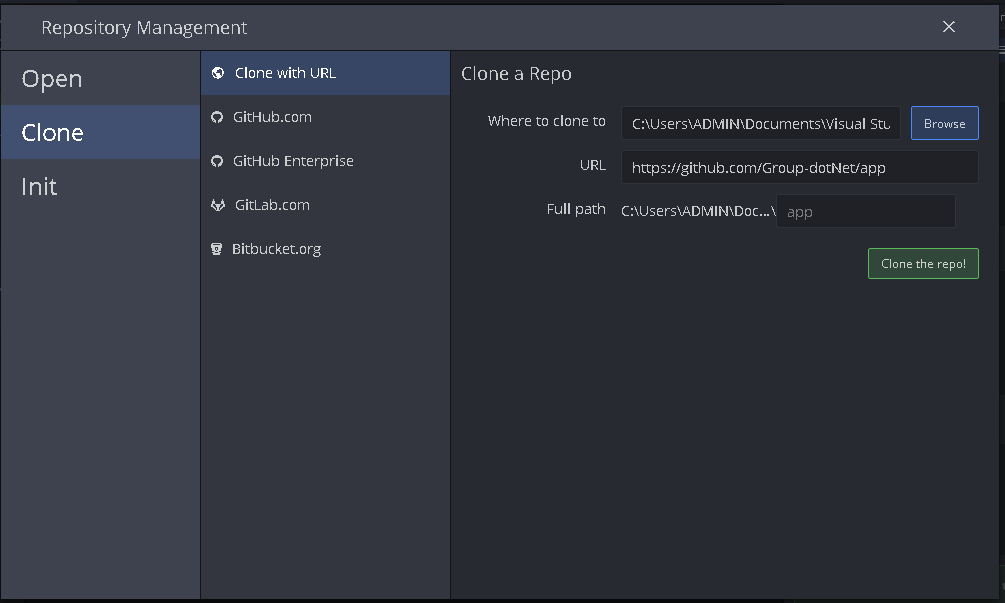 Repository Management
Open
Clone
Init
Clone with URL
GitHub.com
GitHub Enterprise
GitLab.com
Bitbucket.org
Clone a Repo
Where to clone to C:\Users\ADMIN\Documents\Visual Stu Browse
URL https://github.com/Group-dotNet/app
Full path C:\Users\ADMIN\Doc...\ app
Clone the repo!